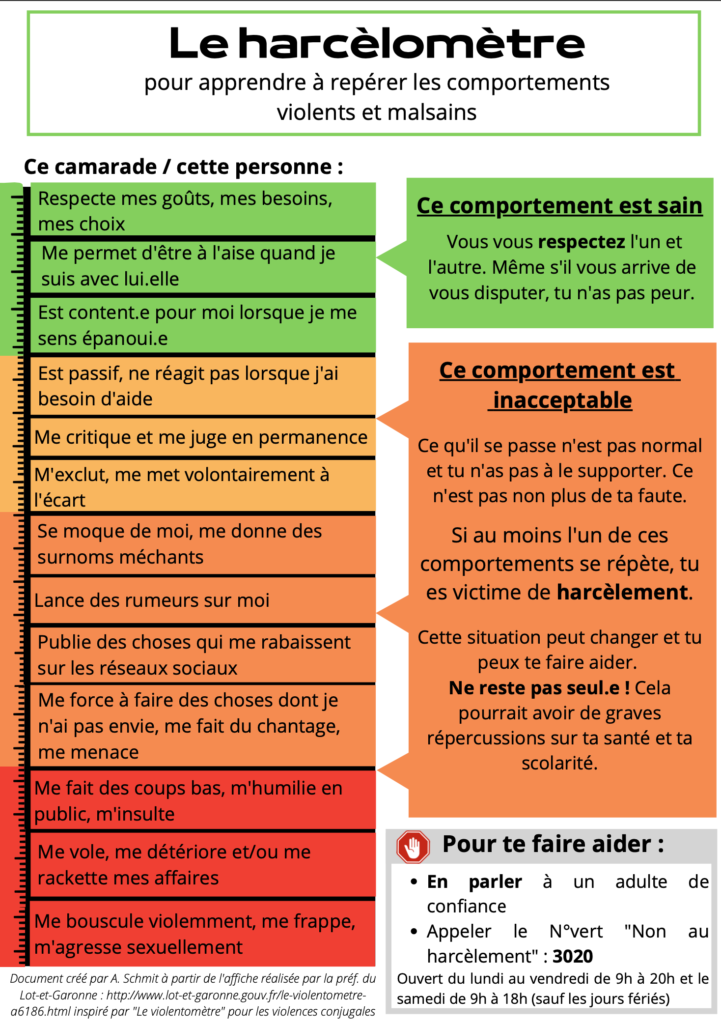 Le harcèlomètre
pour apprendre à repérer les comportements
violents et malsains
Ce camarade / cette personne :
Respecte mes goûts, mes besoins,
mes choix
Me permet d'être à l'aise quand je
suis avec lui.elle
Est content.e pour moi lorsque je me
sens épanoui.e
Est passif, ne réagit pas lorsque j'ai
besoin d'aide
Me critique et me juge en permanence
M'exclut, me met volontairement à
l'écart
Se moque de moi, me donne des
surnoms méchants
Lance des rumeurs sur moi
Publie des choses qui me rabaissent
sur les réseaux sociaux
Me force à faire des choses dont je
n'ai pas envie, me fait du chantage,
me menace
Me fait des coups bas, m'humilie en
public, m'insulte
Me vole, me détériore et/ou me
rackette mes affaires
Me bouscule violemment, me frappe,
m'agresse sexuellement
Ce comportement est sain
Vous vous respectez l'un et
l'autre. Même s'il vous arrive de
vous disputer, tu n'as pas peur.
Ce comportement est
inacceptable
Ce qu'il se passe n'est pas normal
et tu n'as pas à le supporter. Ce
n'est pas non plus de ta faute.
Si au moins l'un de ces
comportements se répète, tu
es victime de harcèlement.
Cette situation peut changer et tu
peux te faire aider.
Ne reste pas seul.e ! Cela
pourrait avoir de graves
répercussions sur ta santé et ta
scolarité.
Pour te faire aider :
• En parler à un adulte de
confiance
• Appeler le N°vert "Non au
harcèlement" : 3020
Ouvert du lundi au vendredi de 9h à 20h et le
samedi de 9h à 18h (sauf les jours fériés)
Document créé par A. Schmit à partir de l'affiche réalisée par la préf. du
Lot-et-Garonne : http://www.lot-et-garonne.gouv.fr/le-violentometre-
a6186.html inspiré par "Le violentomètre" pour les violences conjugales